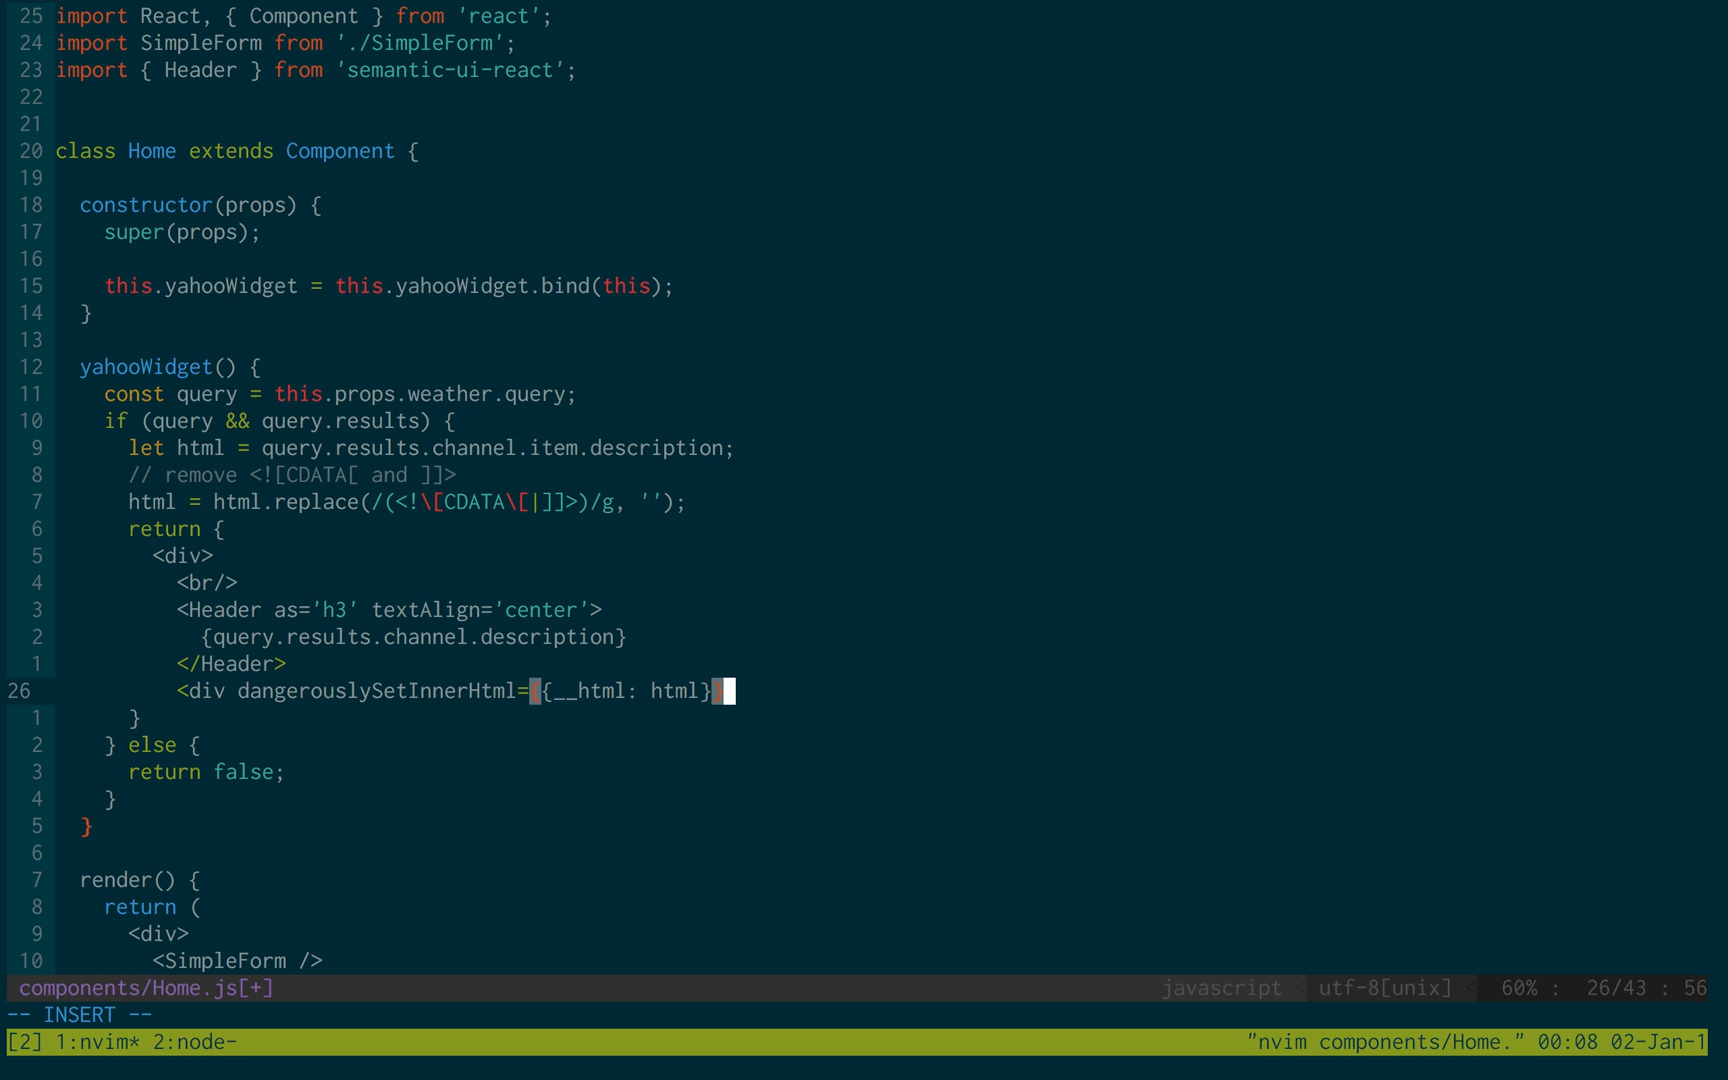 25 import React, { Component } from 'react';
24 import SimpleForm from './SimpleForm';
23 import { Header } from 'semantic-ui-react';
22
21
20 class Home extends Component {
19
18   constructor(props) {
17     super(props);
16
15     this.yahooWidget = this.yahooWidget.bind(this);
14   }
13
12   yahooWidget() {
11     const query = this.props.weather.query;
10     if (query && query.results) {
9       let html = query.results.channel.item.description;
8       // remove <![CDATA[ and ]]>
7       html = html.replace(/(<!\[CDATA\[|]]>)/g, '');
6       return {
5         <div>
4           <br/>
3           <Header as='h3' textAlign='center'>
2             {query.results.channel.description}
1           </Header>
26           <div dangerouslySetInnerHtml={{__html: html}}
1       }
2     } else {
3       return false;
4     }
5   }
6
7   render() {
8     return (
9       <div>
10         <SimpleForm />
components/Home.js[+] javascript < utf-8[unix] < 60% : 26/43 : 56
-- INSERT --
[2] 1:nvim* 2:node- "nvim components/Home." 00:08 02-Jan-1